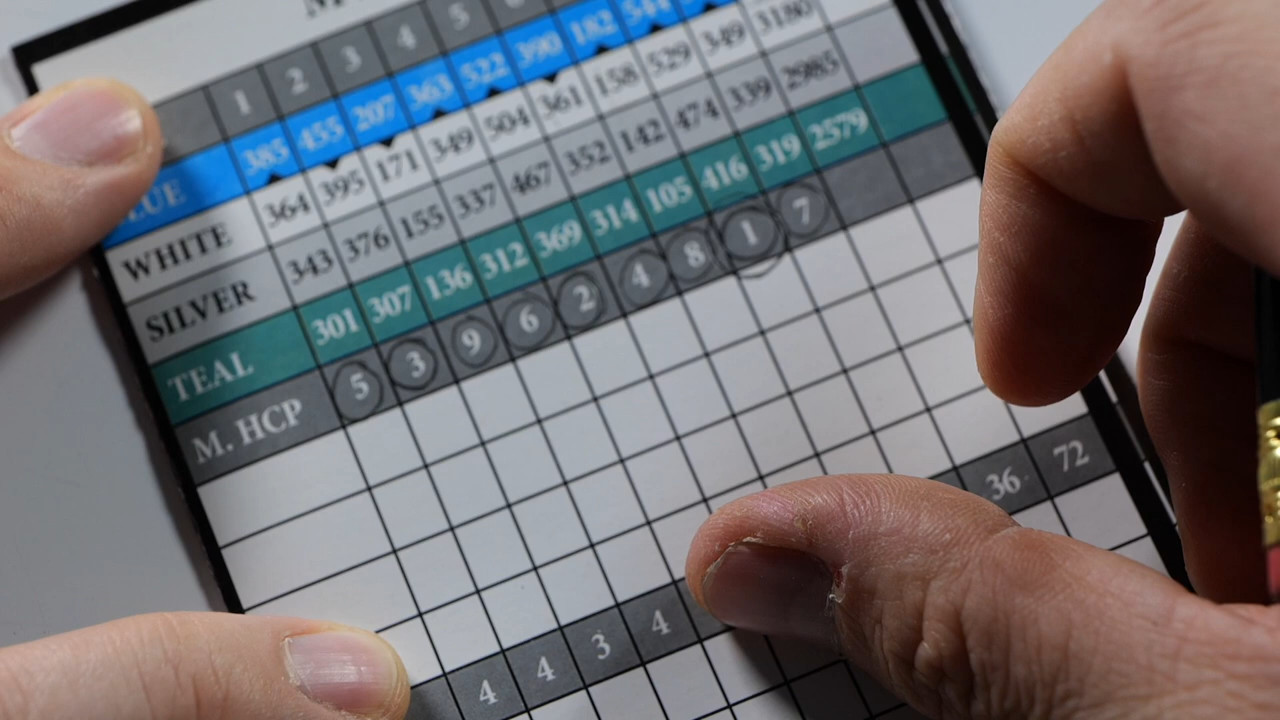 1 2 3 4 5
LUE 385 455 207 363 522 390 182 544
WHITE 364 395 171 349 504 361 158 529 349 3180
SILVER 343 376 155 337 467 352 142 474 339 2985
TEAL 301 307 136 312 369 314 105 416 319 2579
M. HCP 5 3 9 6 2 4 8 1 7
4 4 3 4 36 72